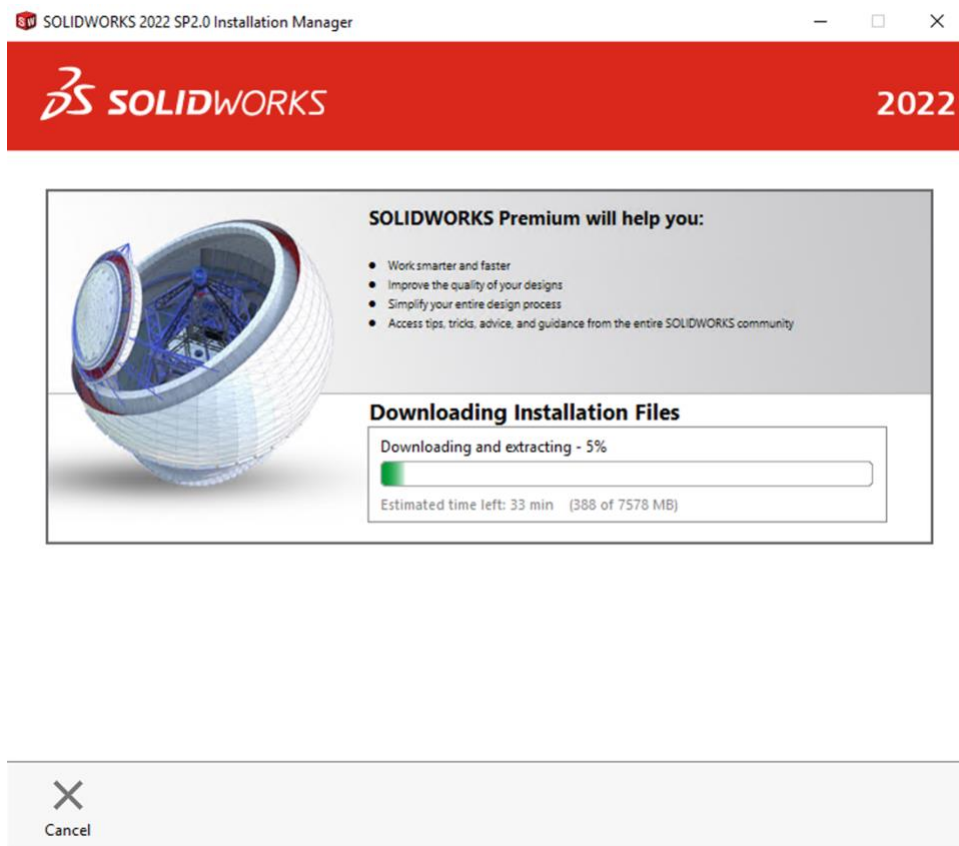 SOLIDWORKS 2022 SP2.0 Installation Manager
SOLIDWORKS
2022
SOLIDWORKS Premium will help you:
Work smarter and faster
Improve the quality of your designs
Simplify your entire design process
Access tips, tricks, advice, and guidance from the entire SOLIDWORKS community
Downloading Installation Files
Downloading and extracting - 5%
Estimated time left: 33 min (388 of 7578 MB)
Cancel